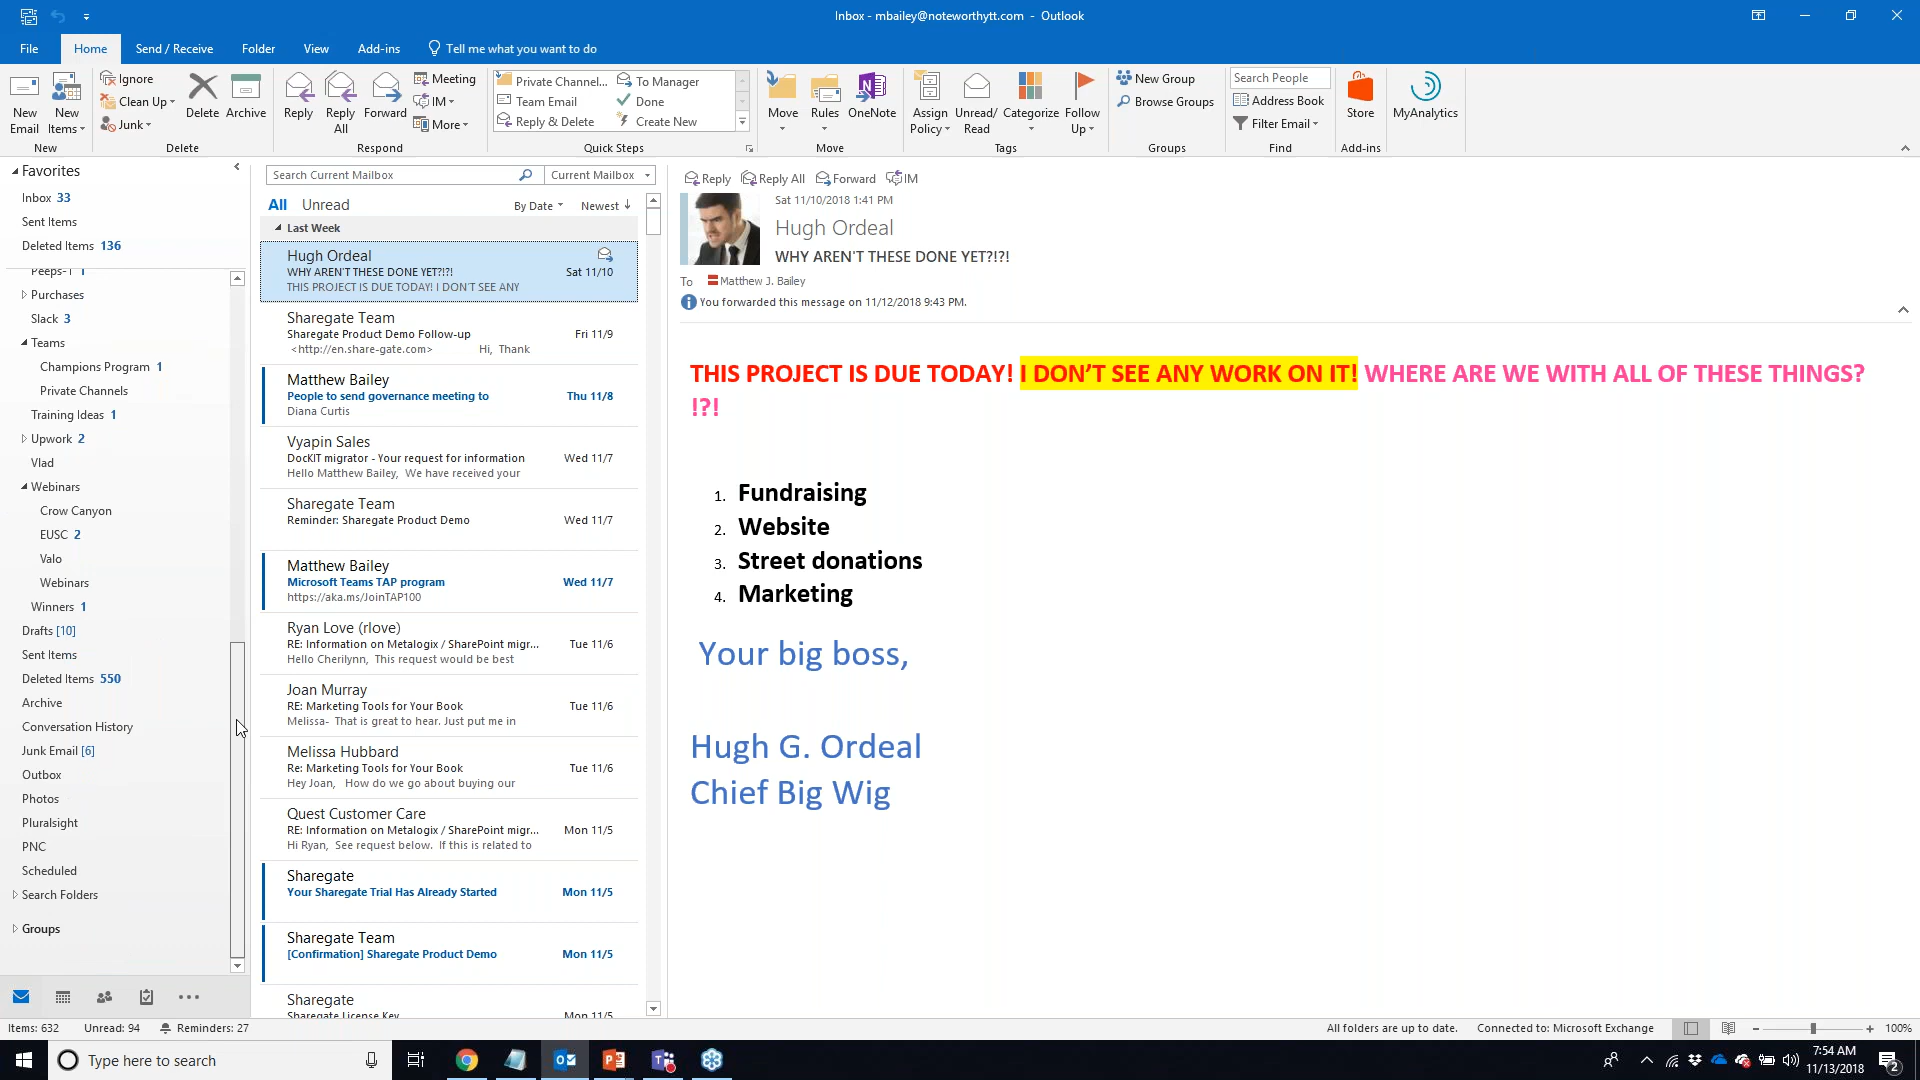 Inbox - mbailey@noteworthytt.com - Outlook
File Home Send / Receive Folder View Add-ins Tell me what you want to do
New Email
New Items
New
Ignore
Clean Up
Junk
Delete
Archive
Delete
Reply
Reply All
Forward
Meeting
IM
More
Respond
Private Channel... To Manager
Team Email Done
Reply & Delete Create New
Quick Steps
Move
Rules
OneNote
Move
Assign Policy
Unread/ Read
Categorize
Follow Up
Tags
New Group
Browse Groups
Groups
Search People
Address Book
Filter Email
Find
Store
Add-ins
MyAnalytics
Favorites
Inbox 33
Sent Items
Deleted Items 136
Peeps-1 1
Purchases
Slack 3
Teams
Champions Program 1
Private Channels
Training Ideas 1
Upwork 2
Vlad
Webinars
Crow Canyon
EUSC 2
Valo
Webinars
Winners 1
Drafts [10]
Sent Items
Deleted Items 550
Archive
Conversation History
Junk Email [6]
Outbox
Photos
Pluralsight
PNC
Scheduled
Search Folders
Groups
Search Current Mailbox Current Mailbox
All Unread By Date Newest ↓
Last Week
Hugh Ordeal
WHY AREN'T THESE DONE YET?!?! Sat 11/10
THIS PROJECT IS DUE TODAY! I DON'T SEE ANY
Sharegate Team
Sharegate Product Demo Follow-up Fri 11/9
<http://en.share-gate.com> Hi, Thank
Matthew Bailey
People to send governance meeting to Thu 11/8
Diana Curtis
Vyapin Sales
DocKIT migrator - Your request for information Wed 11/7
Hello Matthew Bailey, We have received your
Sharegate Team
Reminder: Sharegate Product Demo Wed 11/7
Matthew Bailey
Microsoft Teams TAP program Wed 11/7
https://aka.ms/JoinTAP100
Ryan Love (rlove)
RE: Information on Metalogix / SharePoint migr... Tue 11/6
Hello Cherilynn, This request would be best
Joan Murray
RE: Marketing Tools for Your Book Tue 11/6
Melissa- That is great to hear. Just put me in
Melissa Hubbard
Re: Marketing Tools for Your Book Tue 11/6
Hey Joan, How do we go about buying our
Quest Customer Care
RE: Information on Metalogix / SharePoint migr... Mon 11/5
Hi Ryan, See request below. If this is related to
Sharegate
Your Sharegate Trial Has Already Started Mon 11/5
Sharegate Team
[Confirmation] Sharegate Product Demo Mon 11/5
Sharegate
Sharegate License Key Mon 11/5
Reply Reply All Forward IM
Sat 11/10/2018 1:41 PM
Hugh Ordeal
WHY AREN'T THESE DONE YET?!?!
To Matthew J. Bailey
You forwarded this message on 11/12/2018 9:43 PM.
THIS PROJECT IS DUE TODAY! I DON'T SEE ANY WORK ON IT! WHERE ARE WE WITH ALL OF THESE THINGS?
!?!
1. Fundraising
2. Website
3. Street donations
4. Marketing
Your big boss,
Hugh G. Ordeal
Chief Big Wig
Items: 632 Unread: 94 Reminders: 27 All folders are up to date. Connected to: Microsoft Exchange 100%
Type here to search
7:54 AM
11/13/2018
2